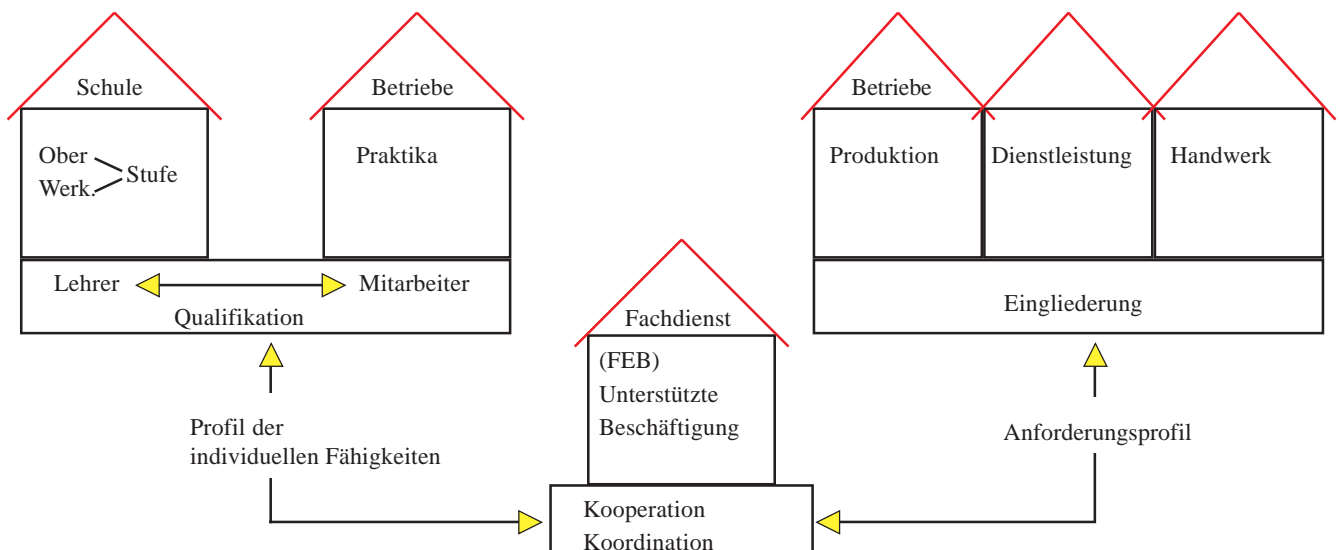 Schule
Betriebe
Ober
Werk.
Stufe
Praktika
Lehrer
Mitarbeiter
Qualifikation
Profil der
individuellen Fähigkeiten
Fachdienst
(FEB)
Unterstützte
Beschäftigung
Kooperation
Koordination
Betriebe
Produktion
Dienstleistung
Handwerk
Eingliederung
Anforderungsprofil